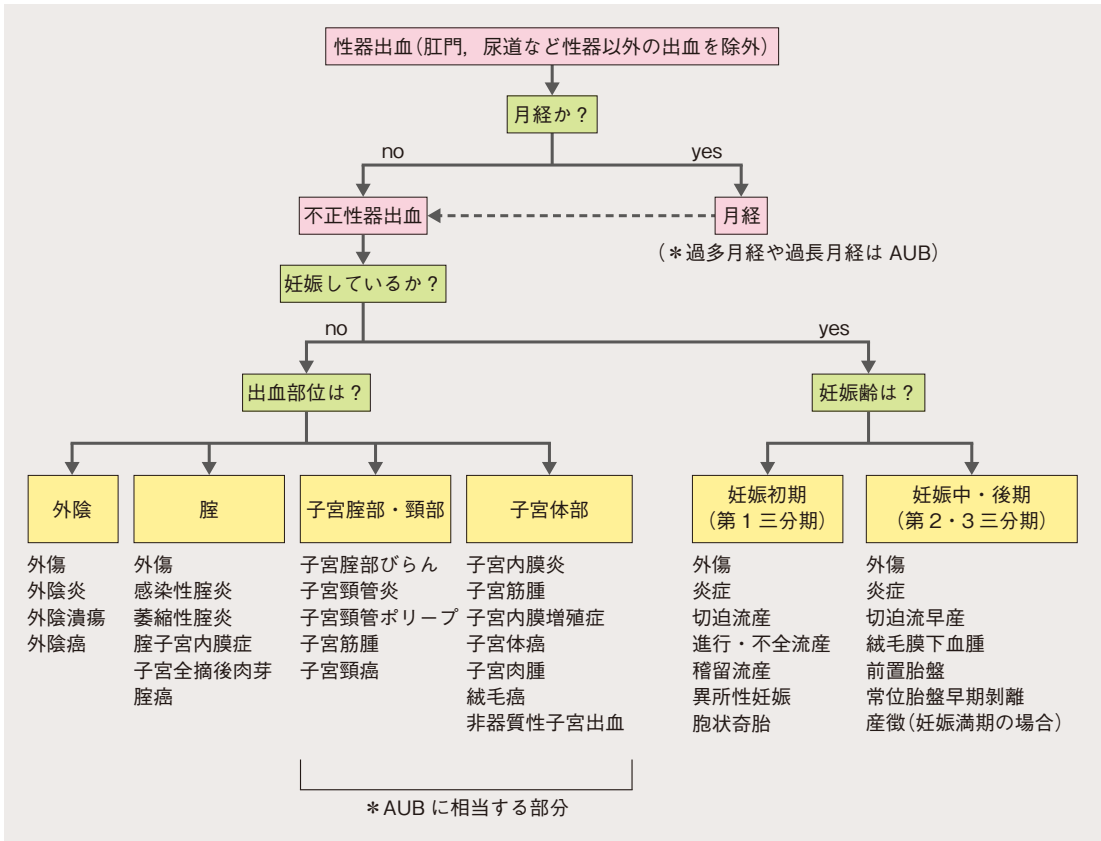 性器出血(肛門，尿道など性器以外の出血を除外)
月経か？
no
yes
不正性器出血
月経
(＊過多月経や過長月経は AUB)
妊娠しているか？
no
yes
出血部位は？
妊娠齢は？
外陰
腟
子宮腟部・頸部
子宮体部
妊娠初期
(第 1 三分期)
妊娠中・後期
(第 2・3 三分期)
外傷
外陰炎
外陰潰瘍
外陰癌
外傷
感染性腟炎
萎縮性腟炎
腟子宮内膜症
子宮全摘後肉芽
腟癌
子宮腟部びらん
子宮頸管炎
子宮頸管ポリープ
子宮筋腫
子宮頸癌
子宮内膜炎
子宮筋腫
子宮内膜増殖症
子宮体癌
子宮肉腫
絨毛癌
非器質性子宮出血
外傷
炎症
切迫流産
進行・不全流産
稽留流産
異所性妊娠
胞状奇胎
外傷
炎症
切迫流早産
絨毛膜下血腫
前置胎盤
常位胎盤早期剝離
産徴(妊娠満期の場合)
＊AUB に相当する部分